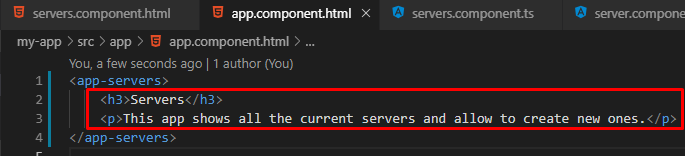 servers.component.html app.component.html servers.component.ts server.compone
my-app > src > app > app.component.html > ...
You, a few seconds ago | 1 author (You)
1 <app-servers>
2 <h3>Servers</h3>
3 <p>This app shows all the current servers and allow to create new ones.</p>
4 </app-servers>